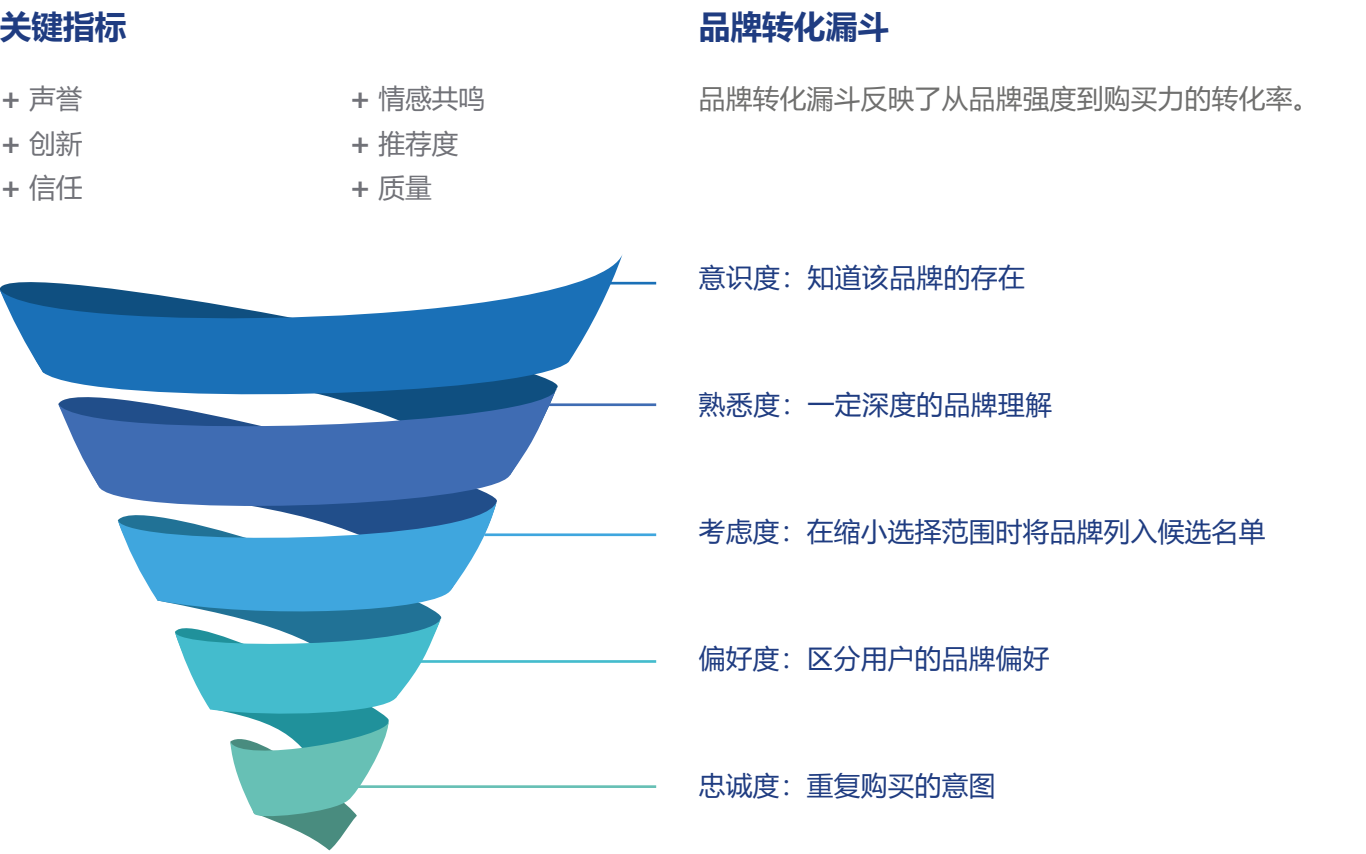 关键指标
+ 声誉
+ 创新
+ 信任
+ 情感共鸣
+ 推荐度
+ 质量
品牌转化漏斗
品牌转化漏斗反映了从品牌强度到购买力的转化率。
意识度：知道该品牌的存在
熟悉度：一定深度的品牌理解
考虑度：在缩小选择范围时将品牌列入候选名单
偏好度：区分用户的品牌偏好
忠诚度：重复购买的意图